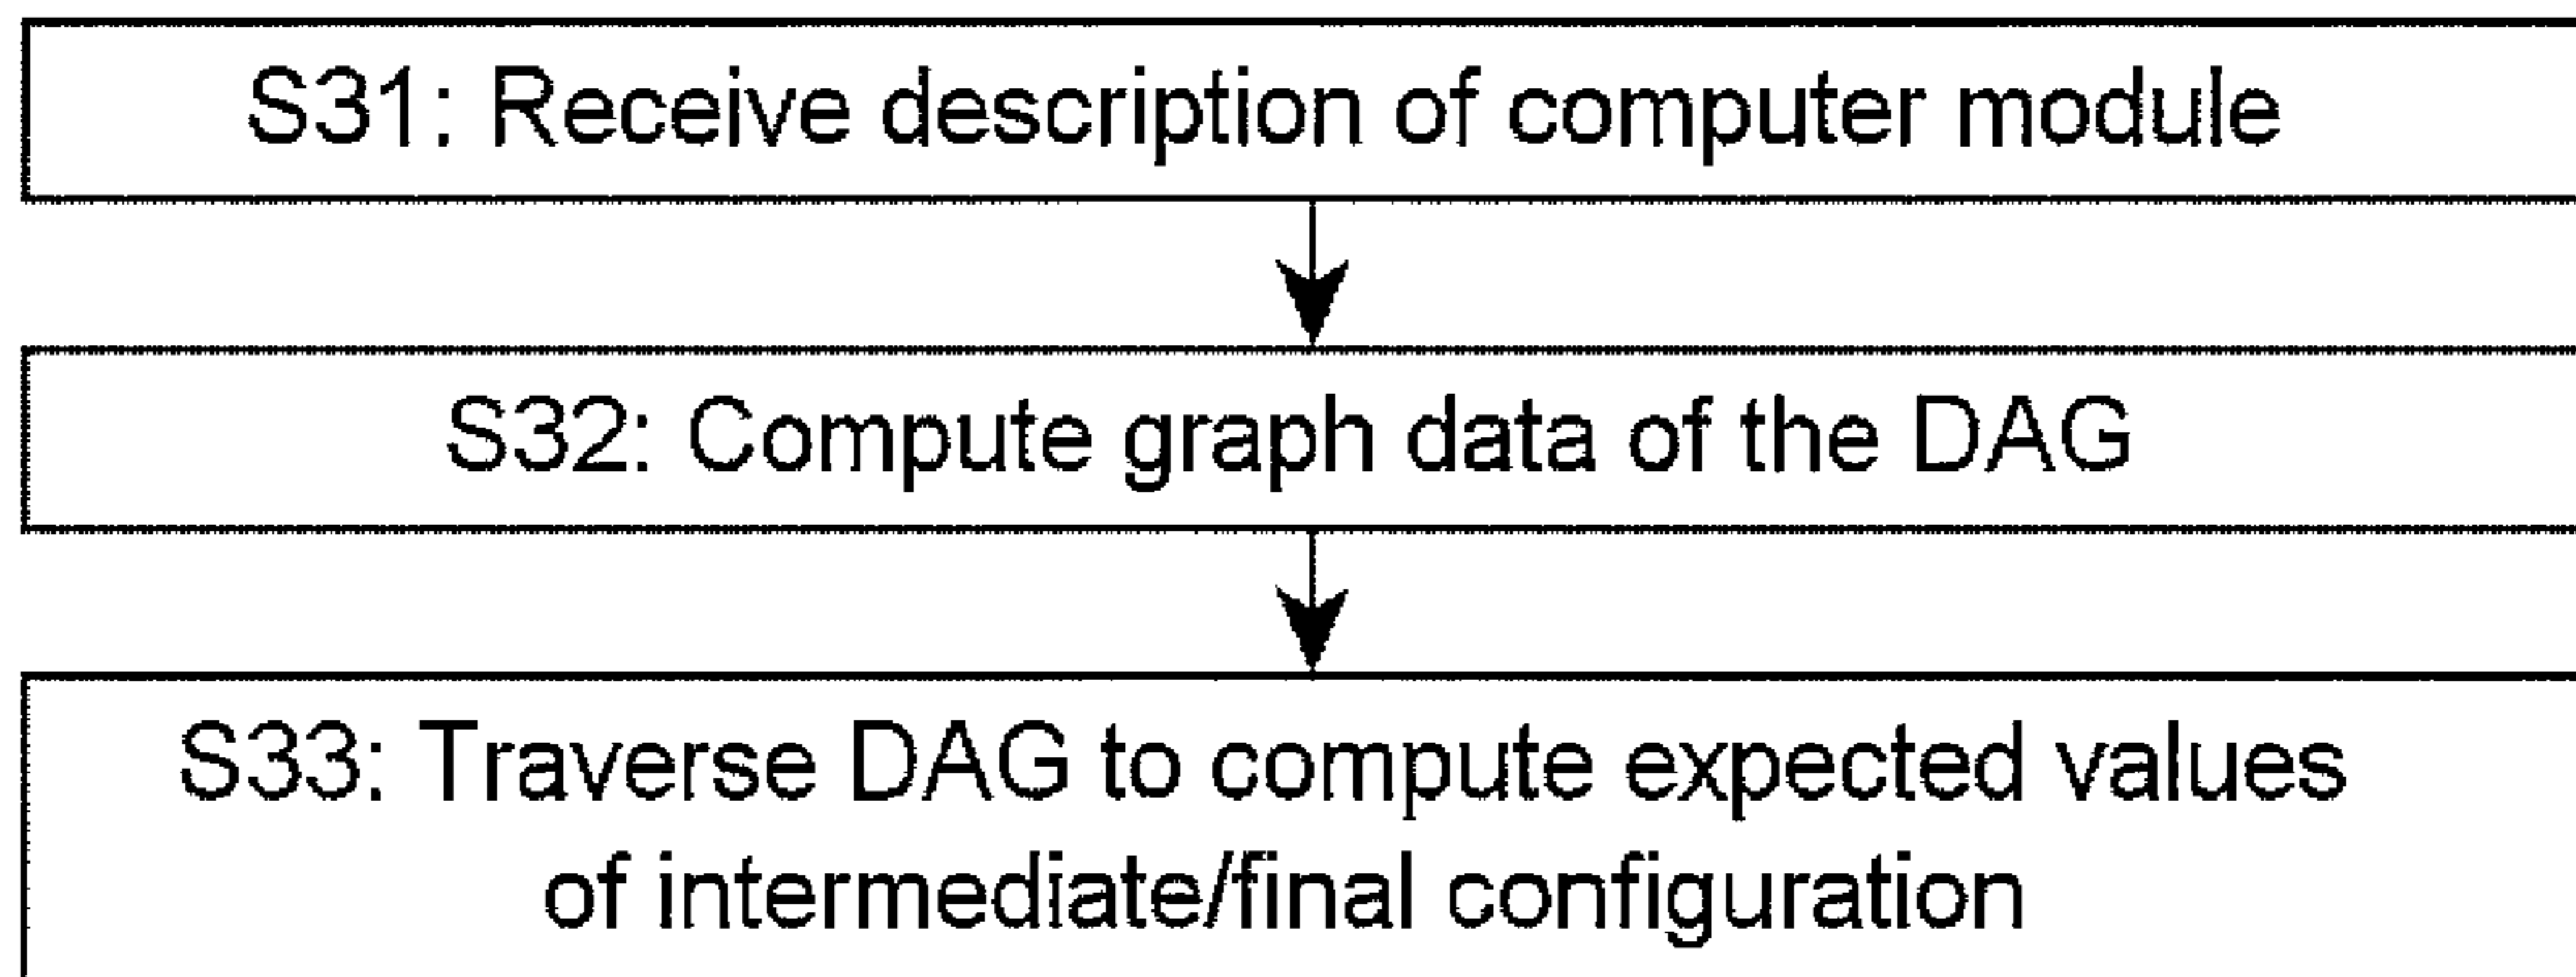 S31: Receive description of computer module
S32: Compute graph data of the DAG
S33: Traverse DAG to compute expected values
of intermediate/final configuration